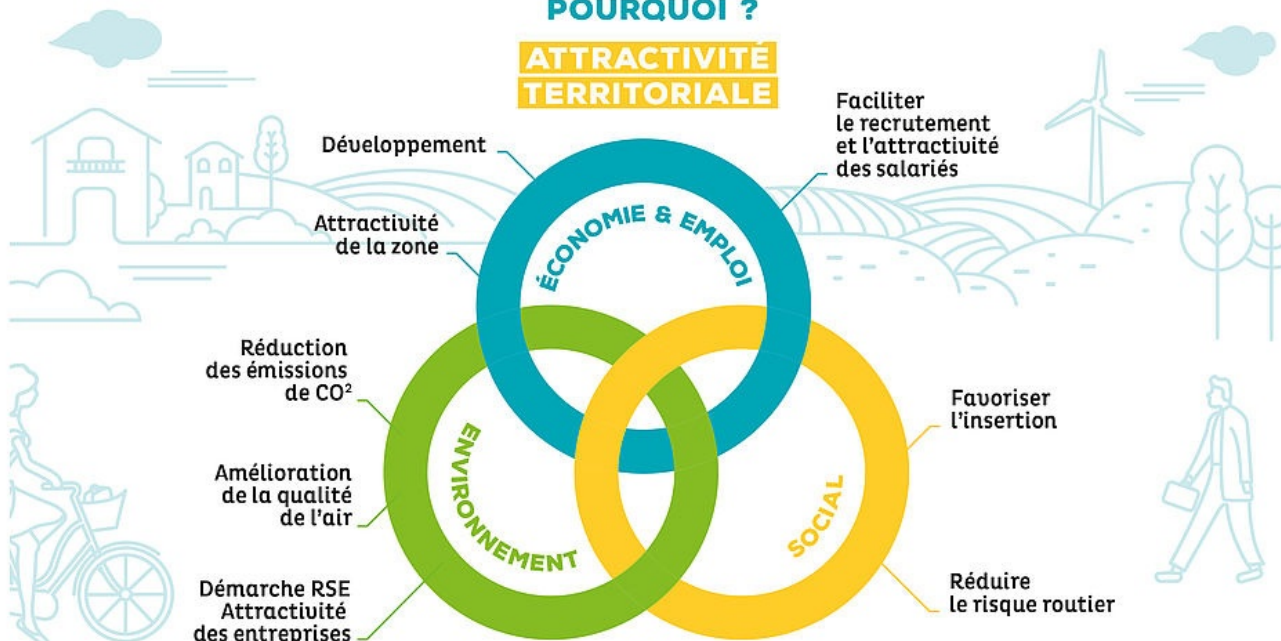 POURQUOI ?
ATTRACTIVITÉ
TERRITORIALE
Développement
Attractivité
de la zone
Faciliter
le recrutement
et l'attractivité
des salariés
ÉCONOMIE & EMPLOI
Réduction
des émissions
de CO²
Amélioration
de la qualité
de l'air
Démarche RSE
Attractivité
des entreprises
ENVIRONNEMENT
SOCIAL
Favoriser
l'insertion
Réduire
le risque routier